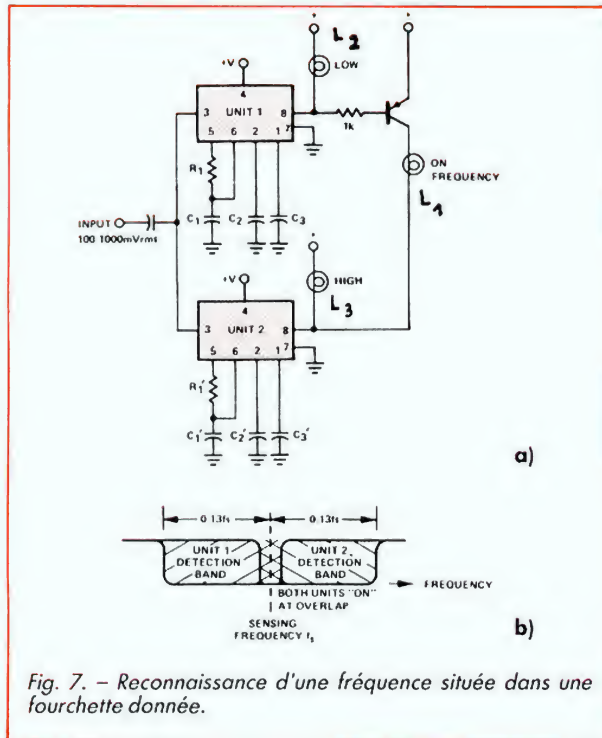 L2
LOW
+V
4
3
UNIT 1
8
7
5
6
2
1
1k
R1
C1
C2
C3
ON
FREQUENCY
L1
INPUT
100 1000mVrms
+V
4
HIGH
L3
3
UNIT 2
8
7
5
6
2
1
R1'
C1'
C2'
C3'
a)
0.13fs
0.13fs
UNIT 1
DETECTION
BAND
UNIT 2
DETECTION
BAND
FREQUENCY
BOTH UNITS "ON"
AT OVERLAP
SENSING
FREQUENCY fs
b)
Fig. 7. – Reconnaissance d'une fréquence située dans une
fourchette donnée.